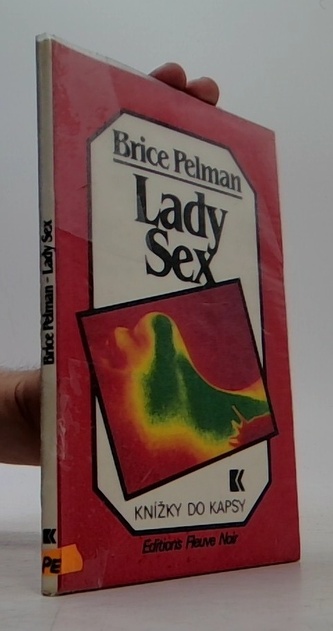 Brice Pelman
Lady
Sex
KNÍŽKY DO KAPSY
Editions Fleuve Noir
Brice Pelman - Lady Sex
K
PE